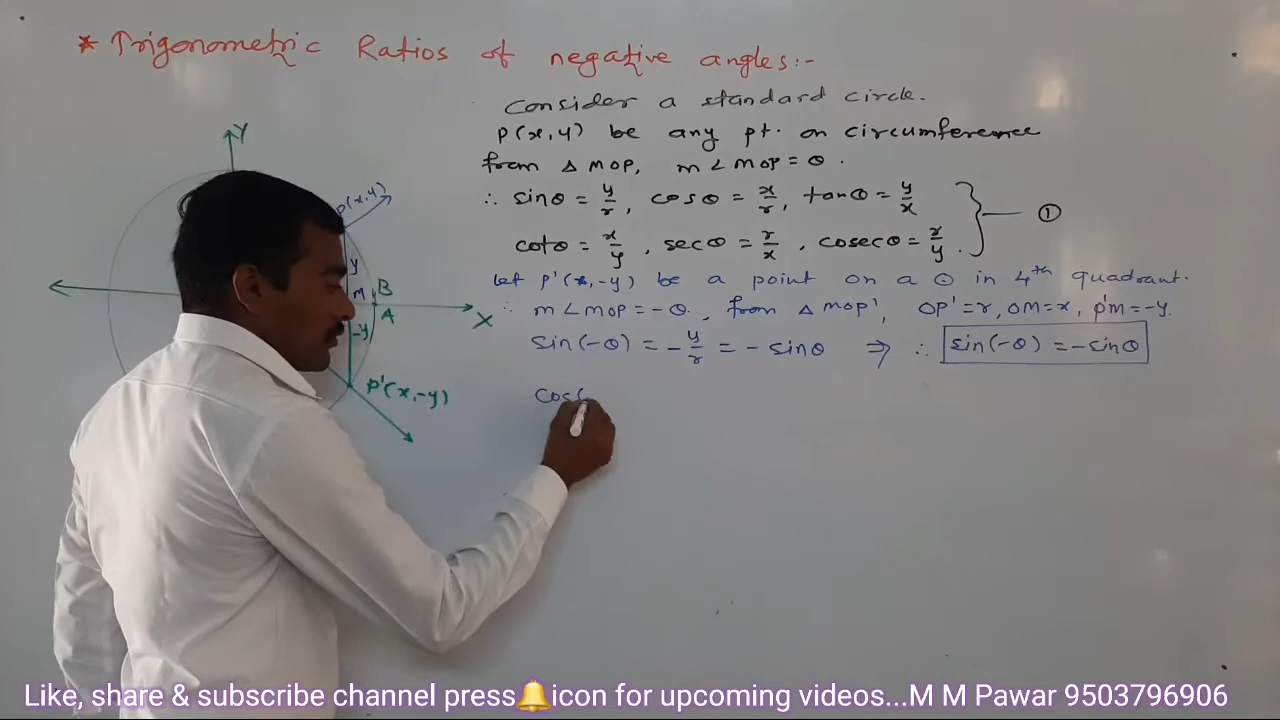 * Trigonometric Ratios of negative angles:-
Consider a standard circle.
P(x,y) be any pt. on circumference
from △ MOP, m∠MOP = θ.
∴ sinθ = y/r, cosθ = x/r, tanθ = y/x
cotθ = x/y, secθ = r/x, cosecθ = r/y. } — ①
Let P'(x,-y) be a point on a ⊙ in 4th quadrant.
∴ m∠MOP = -θ, from △ MOP', OP'=r, OM=x, P'M=-y.
sin(-θ) = -y/r = -sinθ ⇒ ∴ sin(-θ) = -sinθ
cos(
Y
P(x,y)
y
M
B
A
X
-y
P'(x,-y)
Like, share & subscribe channel press🔔icon for upcoming videos...M M Pawar 9503796906